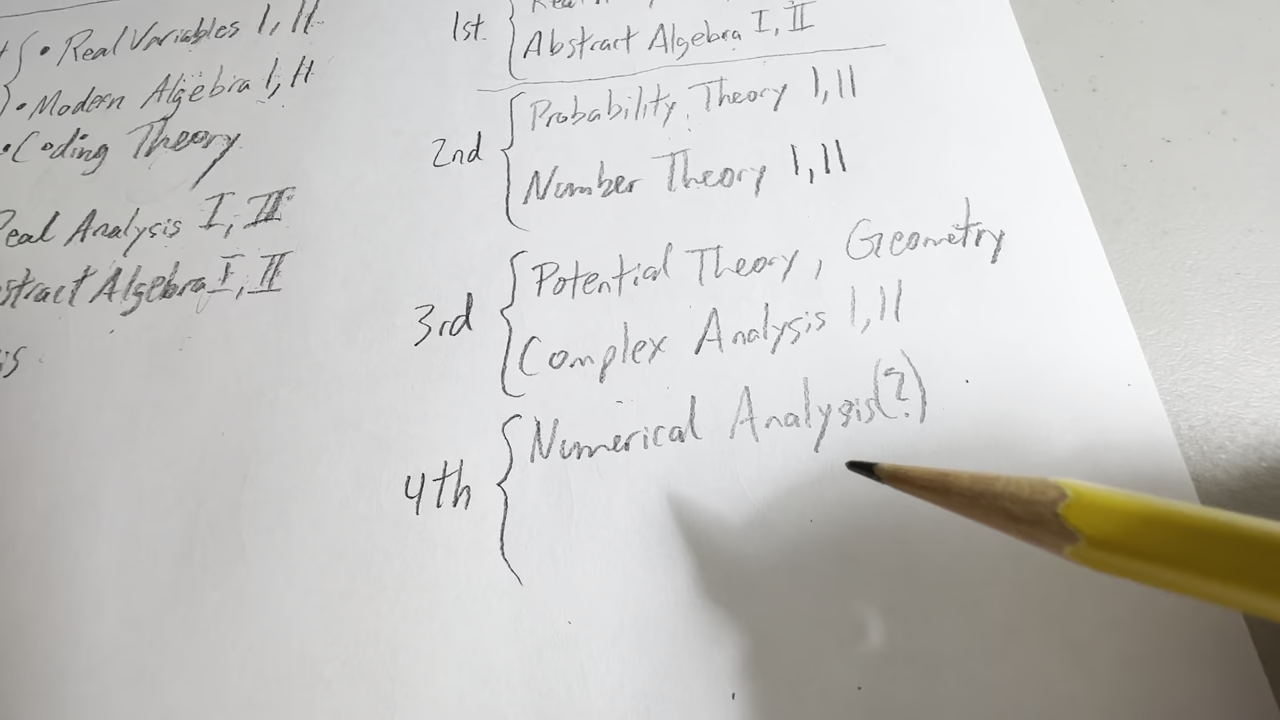 • Real Variables I, II
• Modern Algebra I, II
• Coding Theory
Real Analysis I, II
Algebra I, II
1st
Abstract Algebra I, II
2nd
Probability Theory I, II
Number Theory I, II
3rd
Potential Theory, Geometry
Complex Analysis I, II
4th
Numerical Analysis(?)